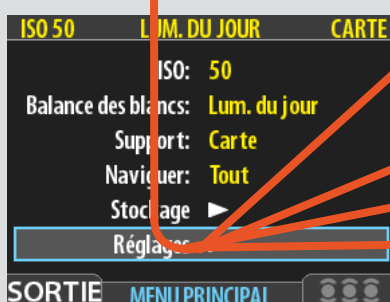 ISO 50 LUM. DU JOUR CARTE
ISO: 50
Balance des blancs: Lum. du jour
Support: Carte
Naviguer: Tout
Stockage ►
Réglages
SORTIE MENU PRINCIPAL